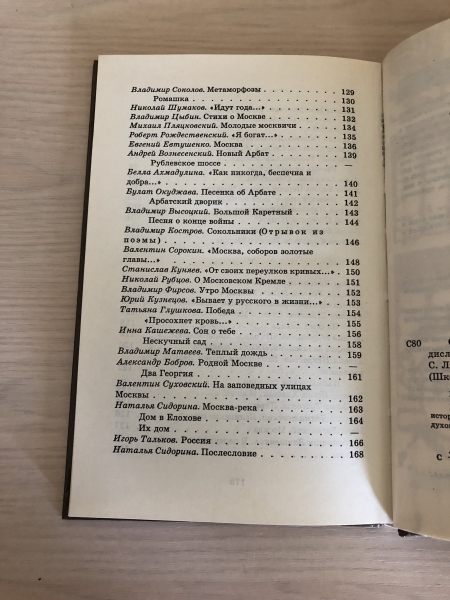 Владимир Соколов. Метаморфозы . . . . . . . . . 129
Ромашка . . . . . . . . . . . . . . . . 130
Николай Шумаков. «Идут года...» . . . . . . . . 131
Владимир Цыбин. Стихи о Москве . . . . . . . . 132
Михаил Пляцковский. Молодые москвичи . . . . . 134
Роберт Рождественский. «Я богат...» . . . . . . . 135
Евгений Евтушенко. Москва . . . . . . . . . . . 136
Андрей Вознесенский. Новый Арбат . . . . . . . 139
Рублевское шоссе . . . . . . . . . . . . —
Белла Ахмадулина. «Как никогда, беспечна и
добра...» . . . . . . . . . . . . . . . . 140
Булат Окуджава. Песенка об Арбате . . . . . . . 141
Арбатский дворик . . . . . . . . . . . . 142
Владимир Высоцкий. Большой Каретный . . . . . 143
Песня о конце войны . . . . . . . . . . . 144
Владимир Костров. Сокольники (Отрывок из
поэмы) . . . . . . . . . . . . . . . . . 146
Валентин Сорокин. «Москва, соборов золотые
главы...» . . . . . . . . . . . . . . . . 148
Станислав Куняев. «От своих переулков кривых...» . 150
Николай Рубцов. О Московском Кремле . . . . . . 151
Владимир Фирсов. Утро Москвы . . . . . . . . . 152
Юрий Кузнецов. «Бывает у русского в жизни...» . . 153
Татьяна Глушкова. Победа . . . . . . . . . . . 154
«Просохнет кровь...» . . . . . . . . . . . 155
Инна Кашежева. Сон о тебе . . . . . . . . . . . 156
Нескучный сад . . . . . . . . . . . . . 158
Владимир Матвеев. Теплый дождь . . . . . . . . 159
Александр Бобров. Родной Москве . . . . . . . . —
Два Георгия . . . . . . . . . . . . . . 161
Валентин Суховский. На заповедных улицах
Москвы . . . . . . . . . . . . . . . . . 162
Наталья Сидорина. Москва-река . . . . . . . . . 163
Дом в Елохове . . . . . . . . . . . . . 164
Их дом . . . . . . . . . . . . . . . . —
Игорь Тальков. Россия . . . . . . . . . . . . . 166
Наталья Сидорина. Послесловие . . . . . . . . . 168
С80
дисл
С. Л
(Шк
истор
духо
С